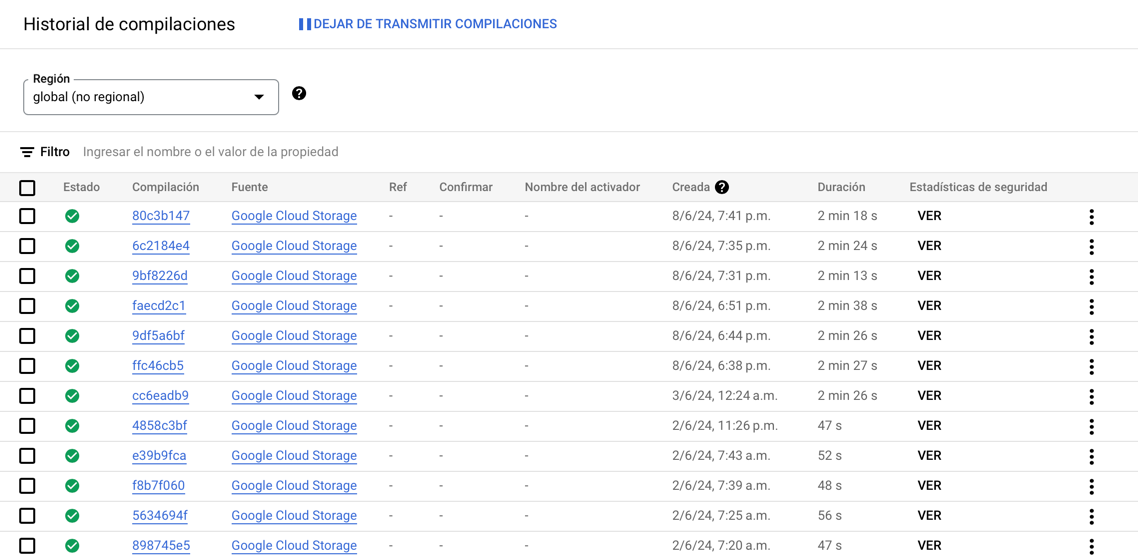 Historial de compilaciones DEJAR DE TRANSMITIR COMPILACIONES
Región
global (no regional)
Filtro Ingresar el nombre o el valor de la propiedad
Estado Compilación Fuente Ref Confirmar Nombre del activador Creada Duración Estadísticas de seguridad
80c3b147 Google Cloud Storage - - - 8/6/24, 7:41 p.m. 2 min 18 s VER
6c2184e4 Google Cloud Storage - - - 8/6/24, 7:35 p.m. 2 min 24 s VER
9bf8226d Google Cloud Storage - - - 8/6/24, 7:31 p.m. 2 min 13 s VER
faecd2c1 Google Cloud Storage - - - 8/6/24, 6:51 p.m. 2 min 38 s VER
9df5a6bf Google Cloud Storage - - - 8/6/24, 6:44 p.m. 2 min 26 s VER
ffc46cb5 Google Cloud Storage - - - 8/6/24, 6:38 p.m. 2 min 27 s VER
cc6eadb9 Google Cloud Storage - - - 3/6/24, 12:24 a.m. 2 min 26 s VER
4858c3bf Google Cloud Storage - - - 2/6/24, 11:26 p.m. 47 s VER
e39b9fca Google Cloud Storage - - - 2/6/24, 7:43 a.m. 52 s VER
f8b7f060 Google Cloud Storage - - - 2/6/24, 7:39 a.m. 48 s VER
5634694f Google Cloud Storage - - - 2/6/24, 7:25 a.m. 56 s VER
898745e5 Google Cloud Storage - - - 2/6/24, 7:20 a.m. 47 s VER